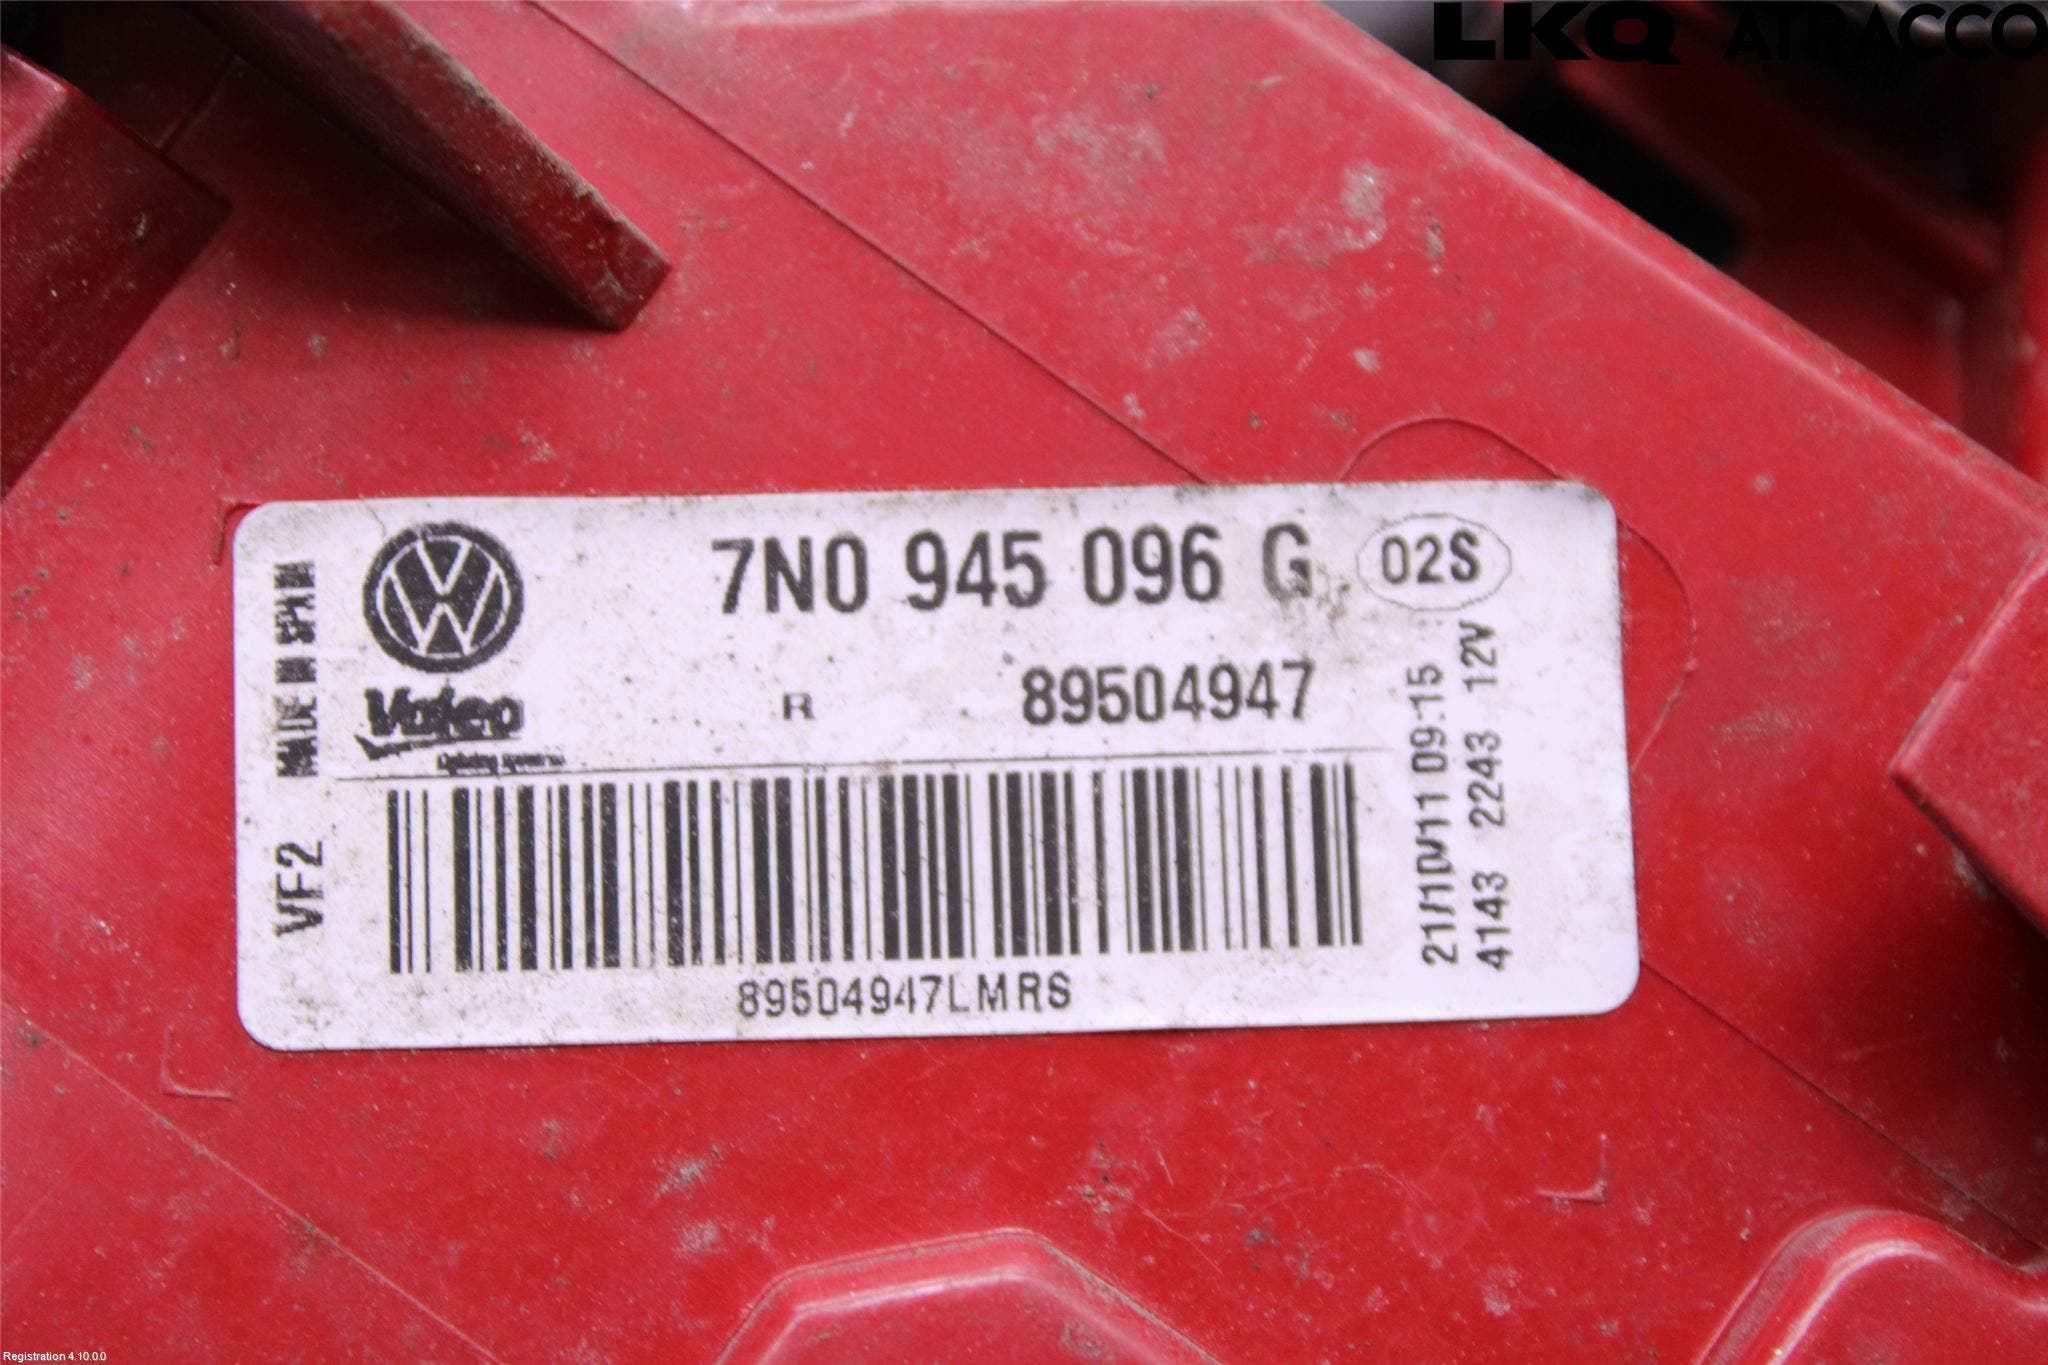 LKQ ATRACCO
7N0 945 096 G 02S
MADE IN SPAIN
Valeo
R 89504947
VF2
89504947LMRS
21/10/11 09:15
4143 2243 12V
Registration 4.10.0.0